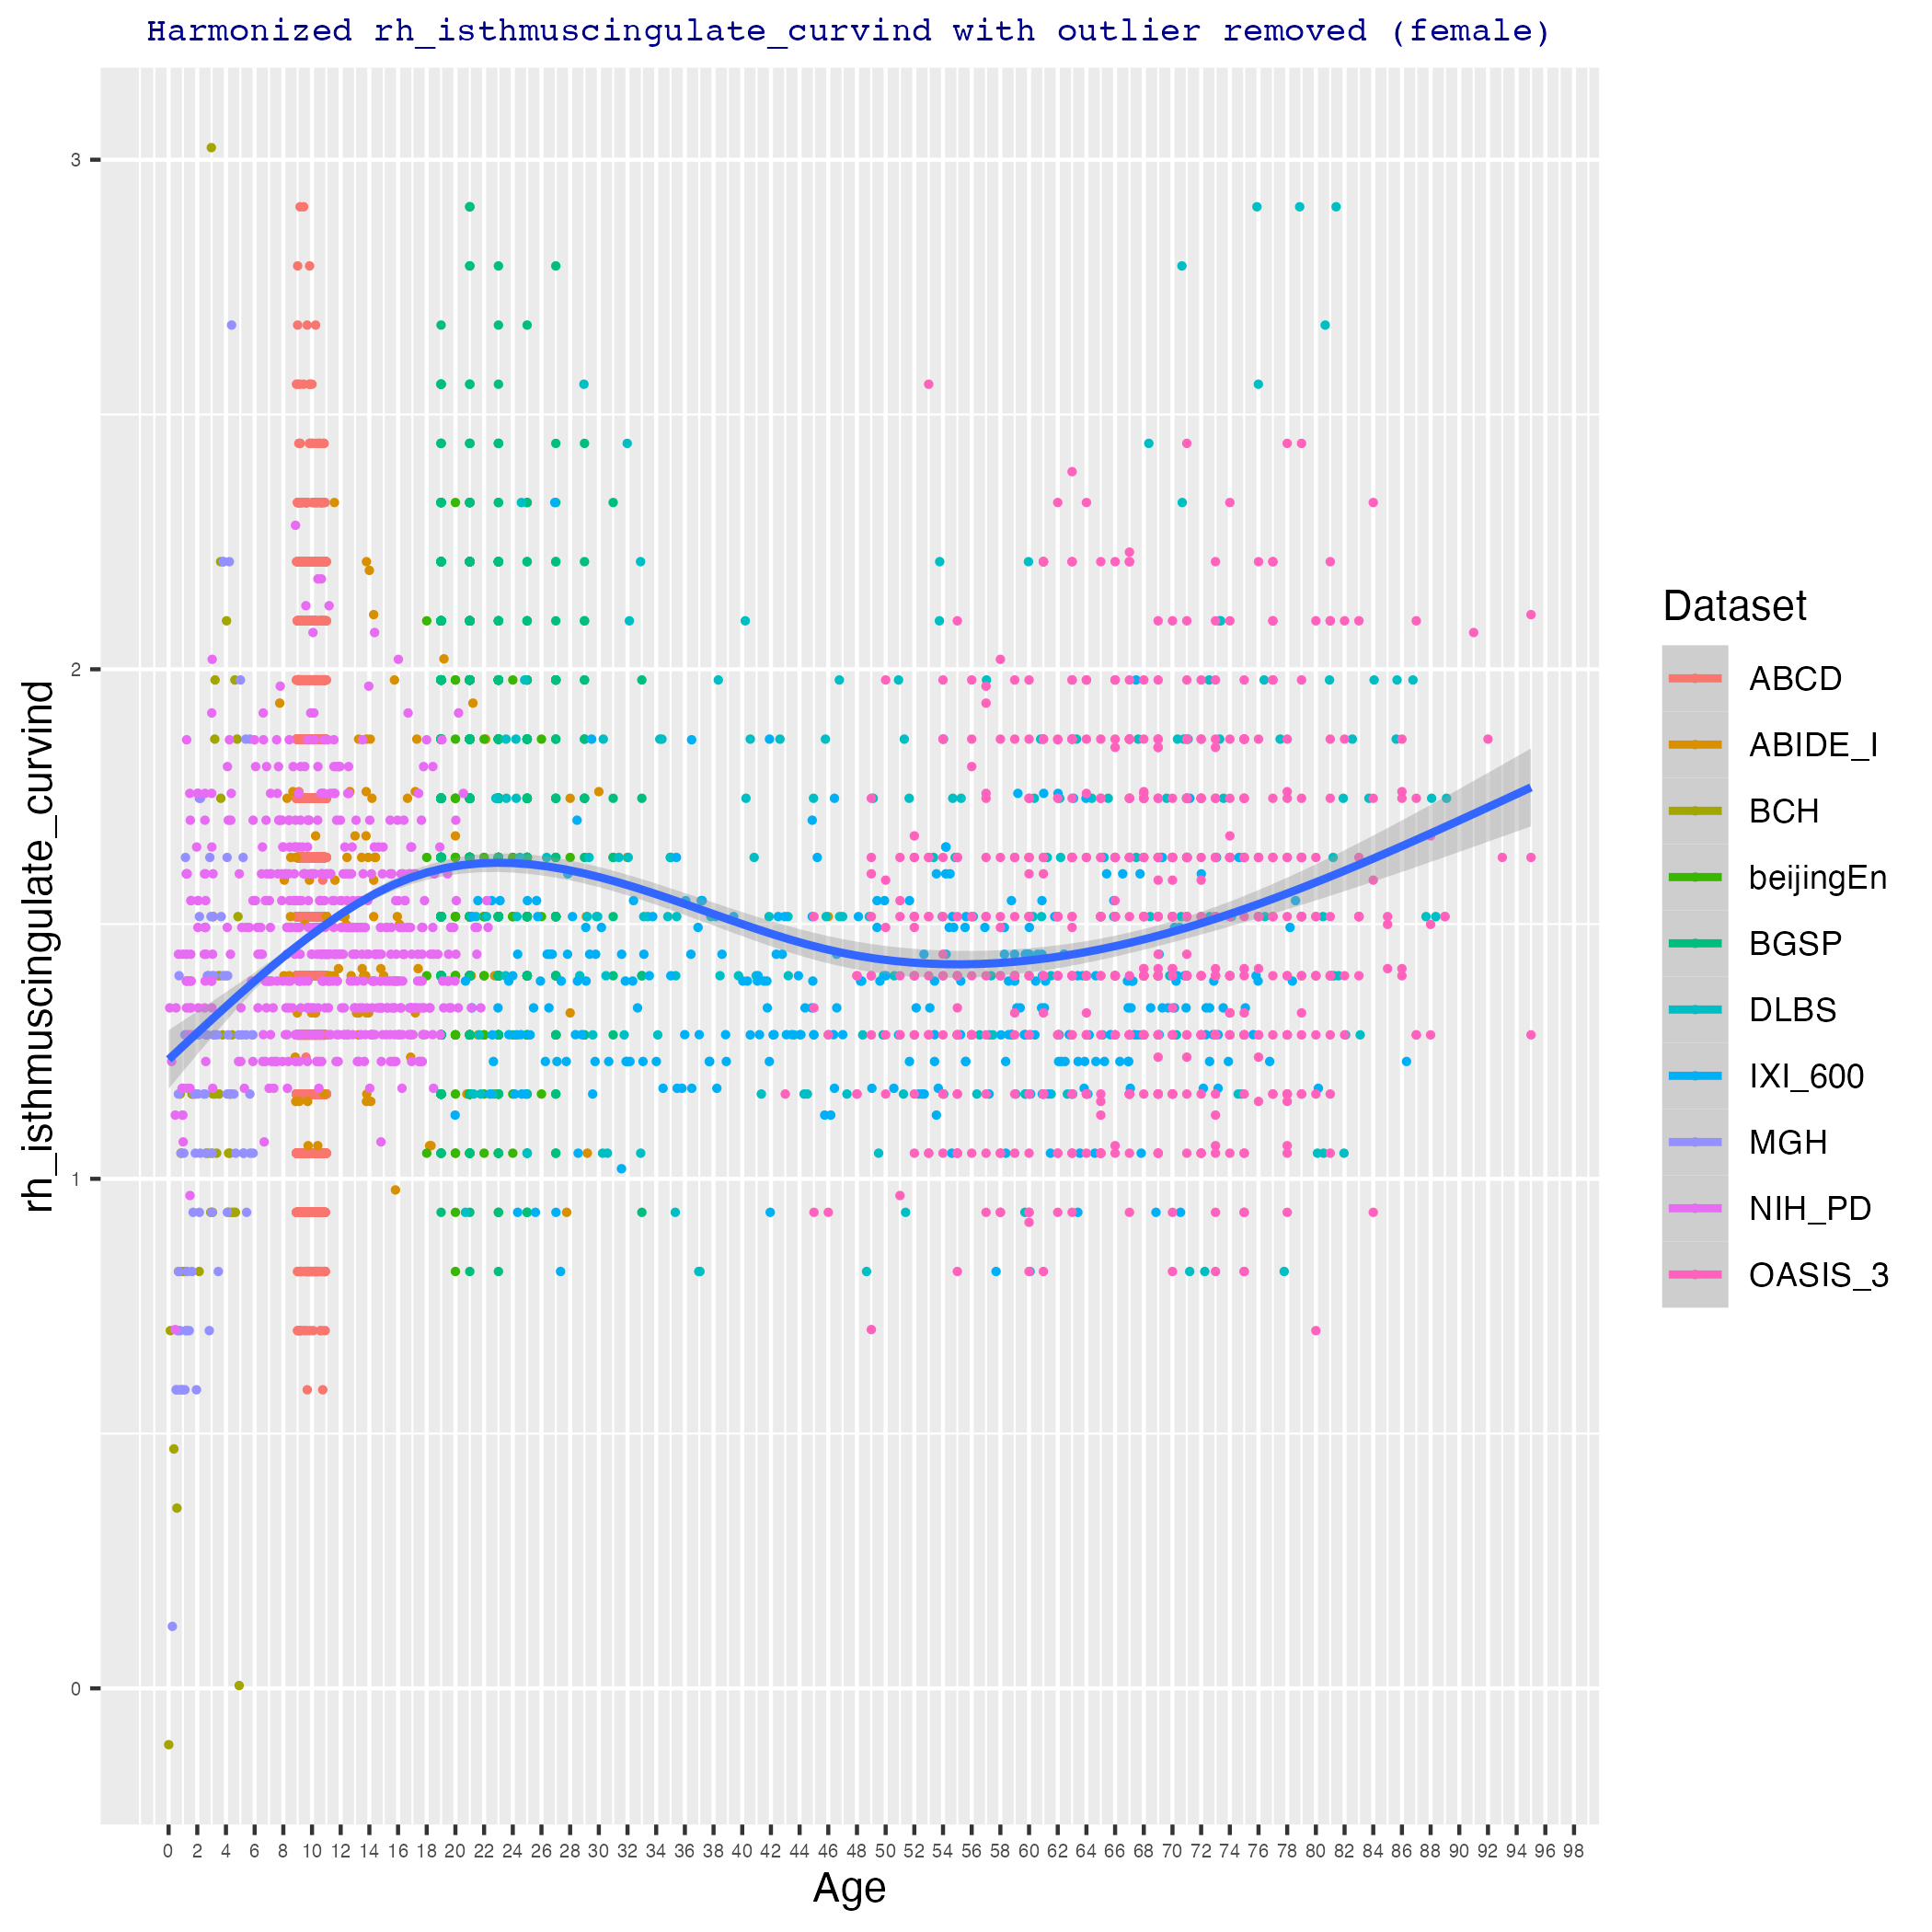 Harmonized rh_isthmuscingulate_curvind with outlier removed (female)
3
2
1
0
rh_isthmuscingulate_curvind
0 2 4 6 8 10 12 14 16 18 20 22 24 26 28 30 32 34 36 38 40 42 44 46 48 50 52 54 56 58 60 62 64 66 68 70 72 74 76 78 80 82 84 86 88 90 92 94 96 98
Age
Dataset
ABCD
ABIDE_I
BCH
beijingEn
BGSP
DLBS
IXI_600
MGH
NIH_PD
OASIS_3